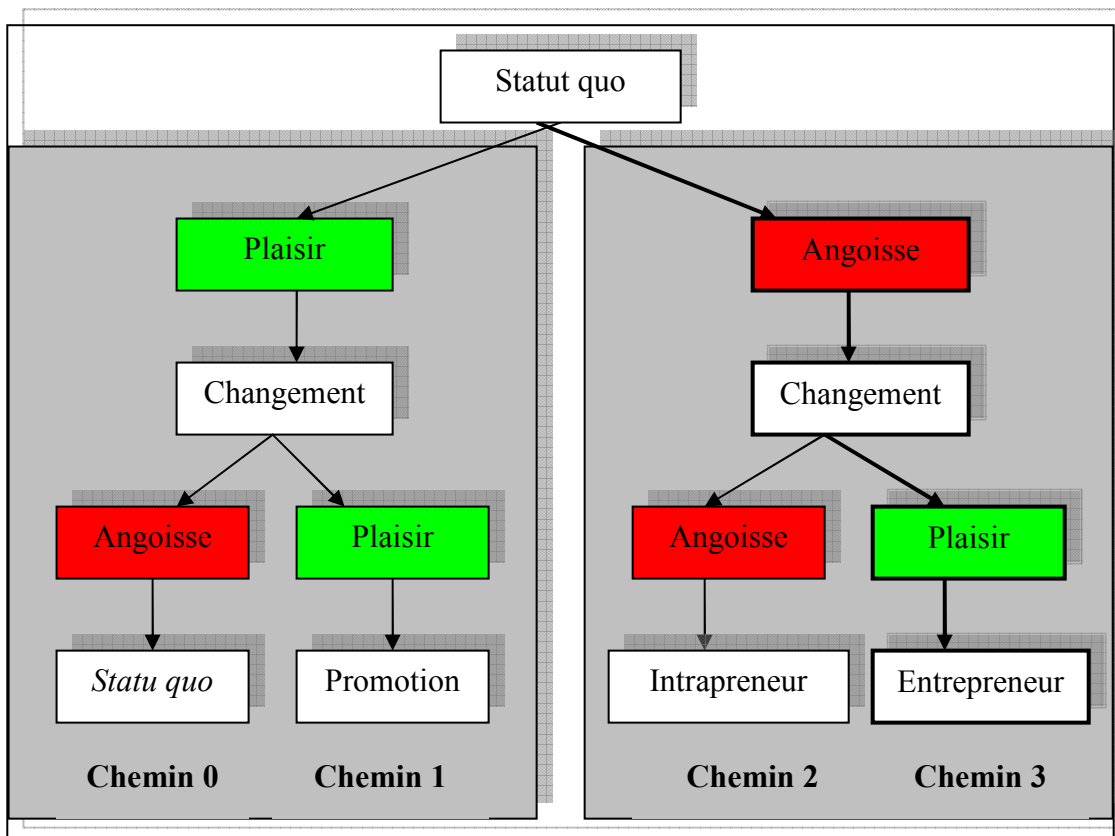 Statut quo
Plaisir
Angoisse
Changement
Changement
Angoisse
Plaisir
Angoisse
Plaisir
Statu quo
Promotion
Intrapreneur
Entrepreneur
Chemin 0
Chemin 1
Chemin 2
Chemin 3